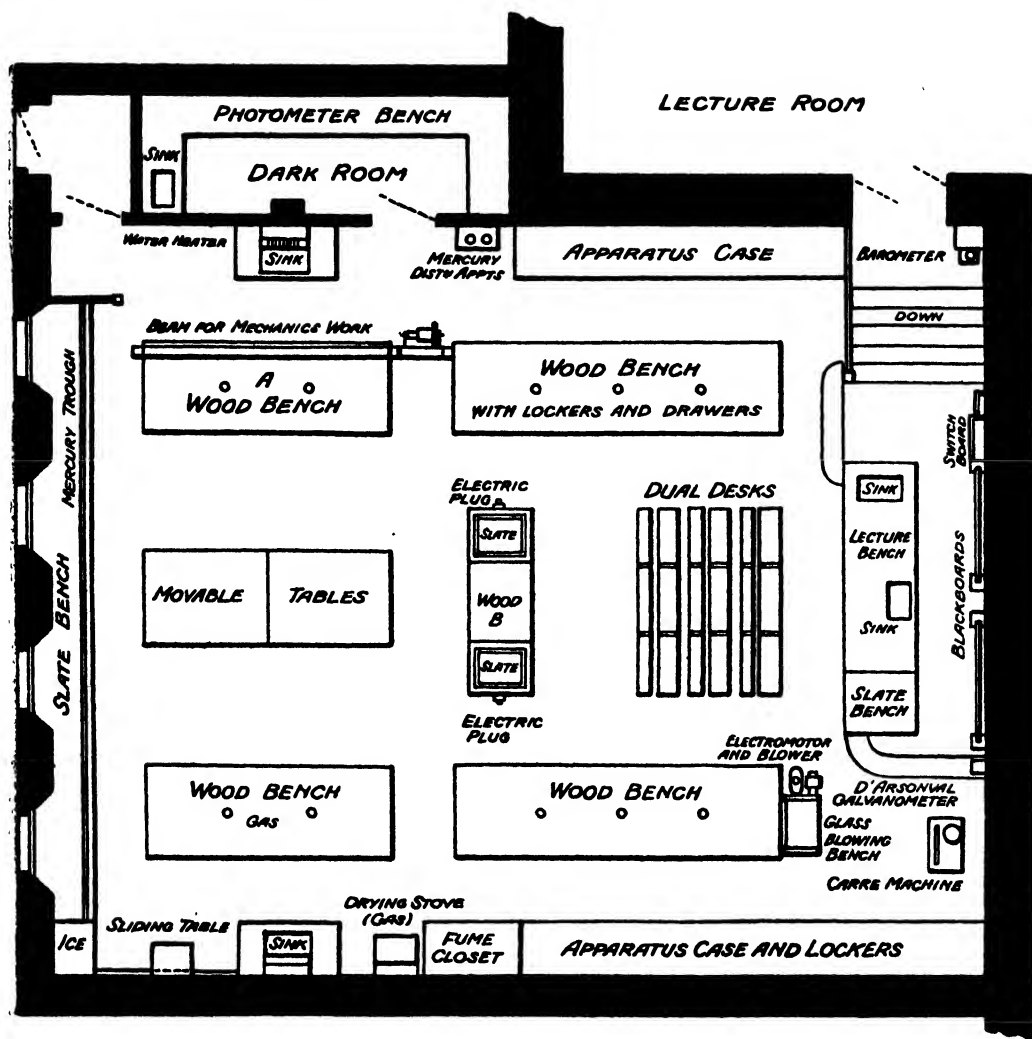 LECTURE ROOM
PHOTOMETER BENCH
SINK
DARK ROOM
WATER HEATER
SINK
MERCURY
DISTN APPTS
APPARATUS CASE
BAROMETER
DOWN
BEAM FOR MECHANICS WORK
A
WOOD BENCH
WOOD BENCH
WITH LOCKERS AND DRAWERS
MERCURY TROUGH
SLATE BENCH
SWITCH
BOARD
ELECTRIC
PLUG
SLATE
WOOD
B
SLATE
ELECTRIC
PLUG
DUAL DESKS
SINK
LECTURE
BENCH
SINK
SLATE
BENCH
BLACKBOARDS
MOVABLE TABLES
ELECTROMOTOR
AND BLOWER
WOOD BENCH
GAS
WOOD BENCH
D'ARSONVAL
GALVANOMETER
GLASS
BLOWING
BENCH
CARRE MACHINE
ICE
SLIDING TABLE
SINK
DRYING STOVE
(GAS)
FUME
CLOSET
APPARATUS CASE AND LOCKERS